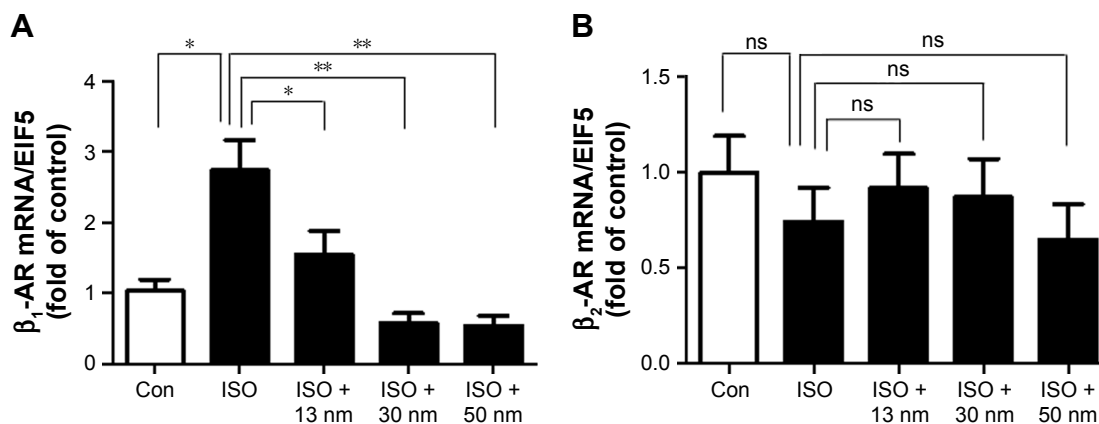 A
β1-AR mRNA/EIF5
(fold of control)
4
3
2
1
0
*
**
**
*
Con
ISO
ISO +
13 nm
ISO +
30 nm
ISO +
50 nm
B
β2-AR mRNA/EIF5
(fold of control)
1.5
1.0
0.5
0.0
ns
ns
ns
ns
Con
ISO
ISO +
13 nm
ISO +
30 nm
ISO +
50 nm